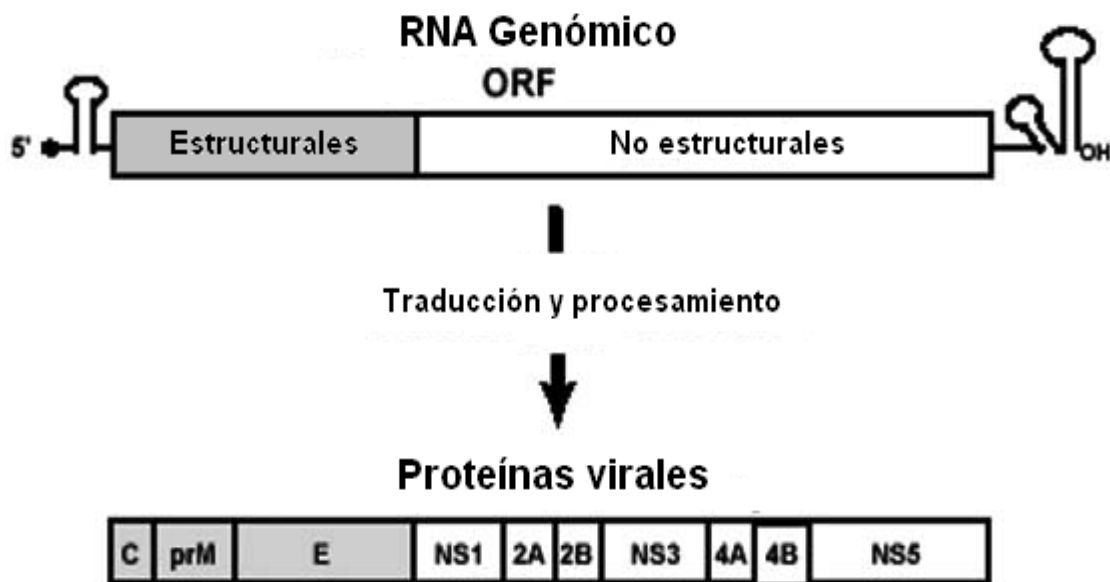 RNA Genómico
ORF
5' Estructurales No estructurales OH
Traducción y procesamiento
Proteínas virales
C prM E NS1 2A 2B NS3 4A 4B NS5